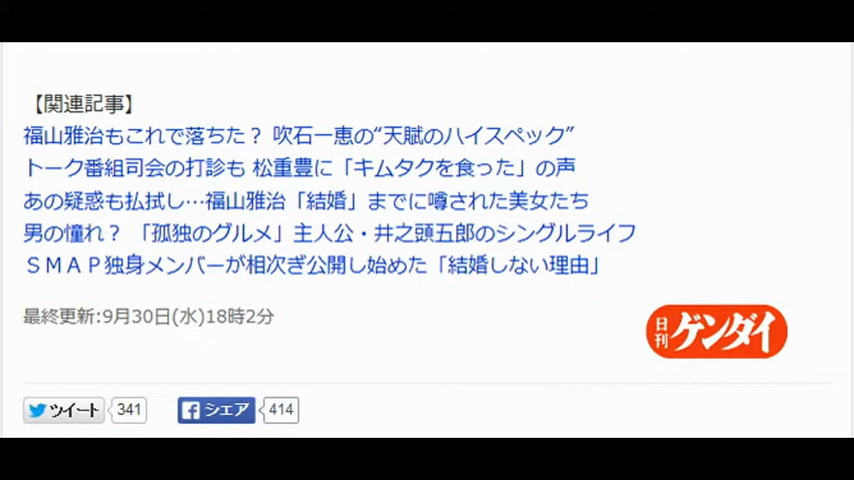 【関連記事】
福山雅治もこれで落ちた？ 吹石一恵の“天賦のハイスペック”
トーク番組司会の打診も 松重豊に「キムタクを食った」の声
あの疑惑も払拭し…福山雅治「結婚」までに噂された美女たち
男の憧れ？ 「孤独のグルメ」主人公・井之頭五郎のシングルライフ
ＳＭＡＰ独身メンバーが相次ぎ公開し始めた「結婚しない理由」
最終更新:9月30日(水)18時2分
日刊ゲンダイ
ツイート 341 シェア 414